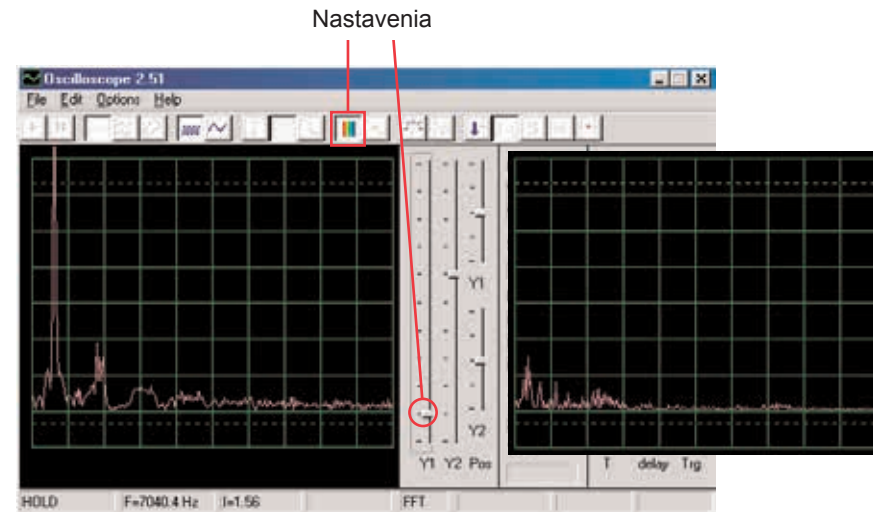 Nastavenia
Oscilloscope 2.51
File Edit Options Help
Y1
Y2
Y1 Y2 Pos
T delay Trg
HOLD F=7040.4 Hz I=1.56 FFT